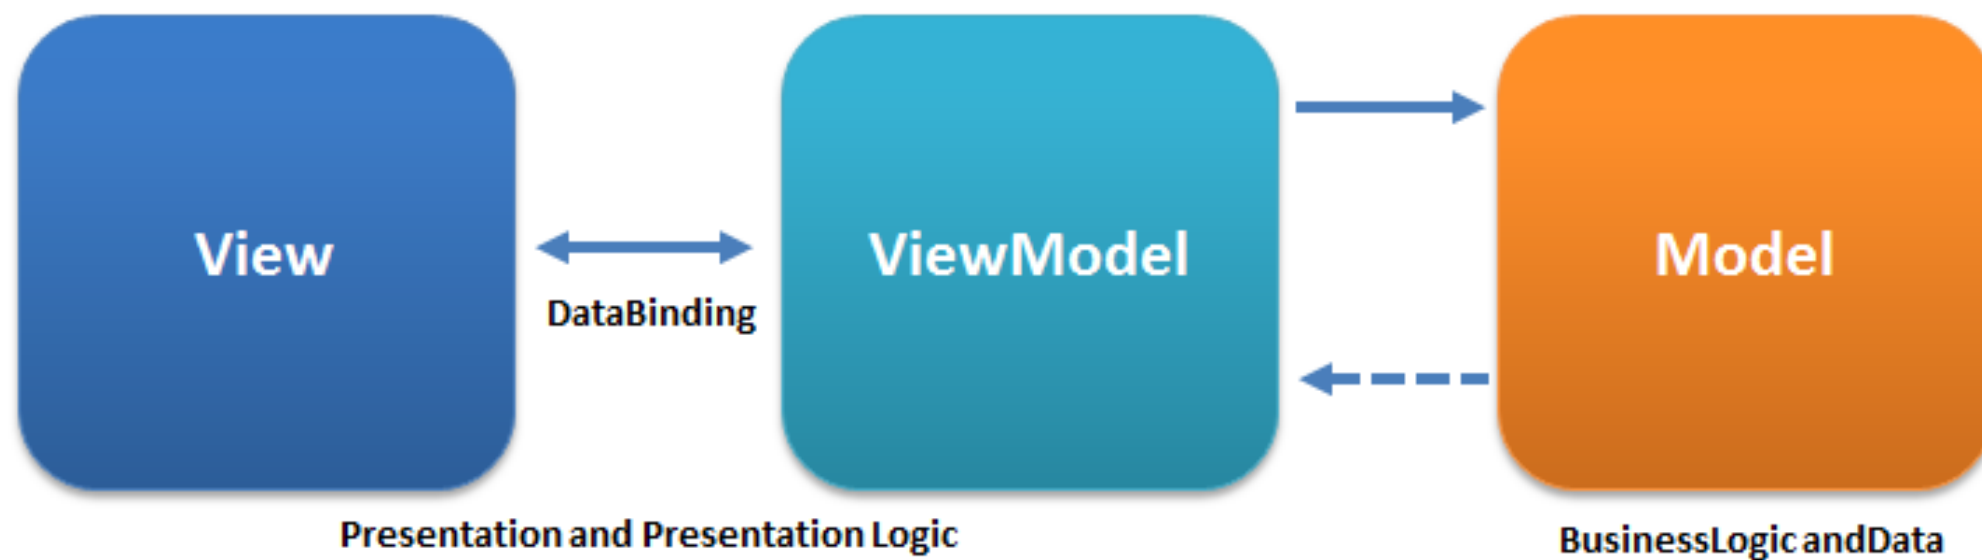 View
ViewModel
Model
DataBinding
Presentation and Presentation Logic
BusinessLogic andData